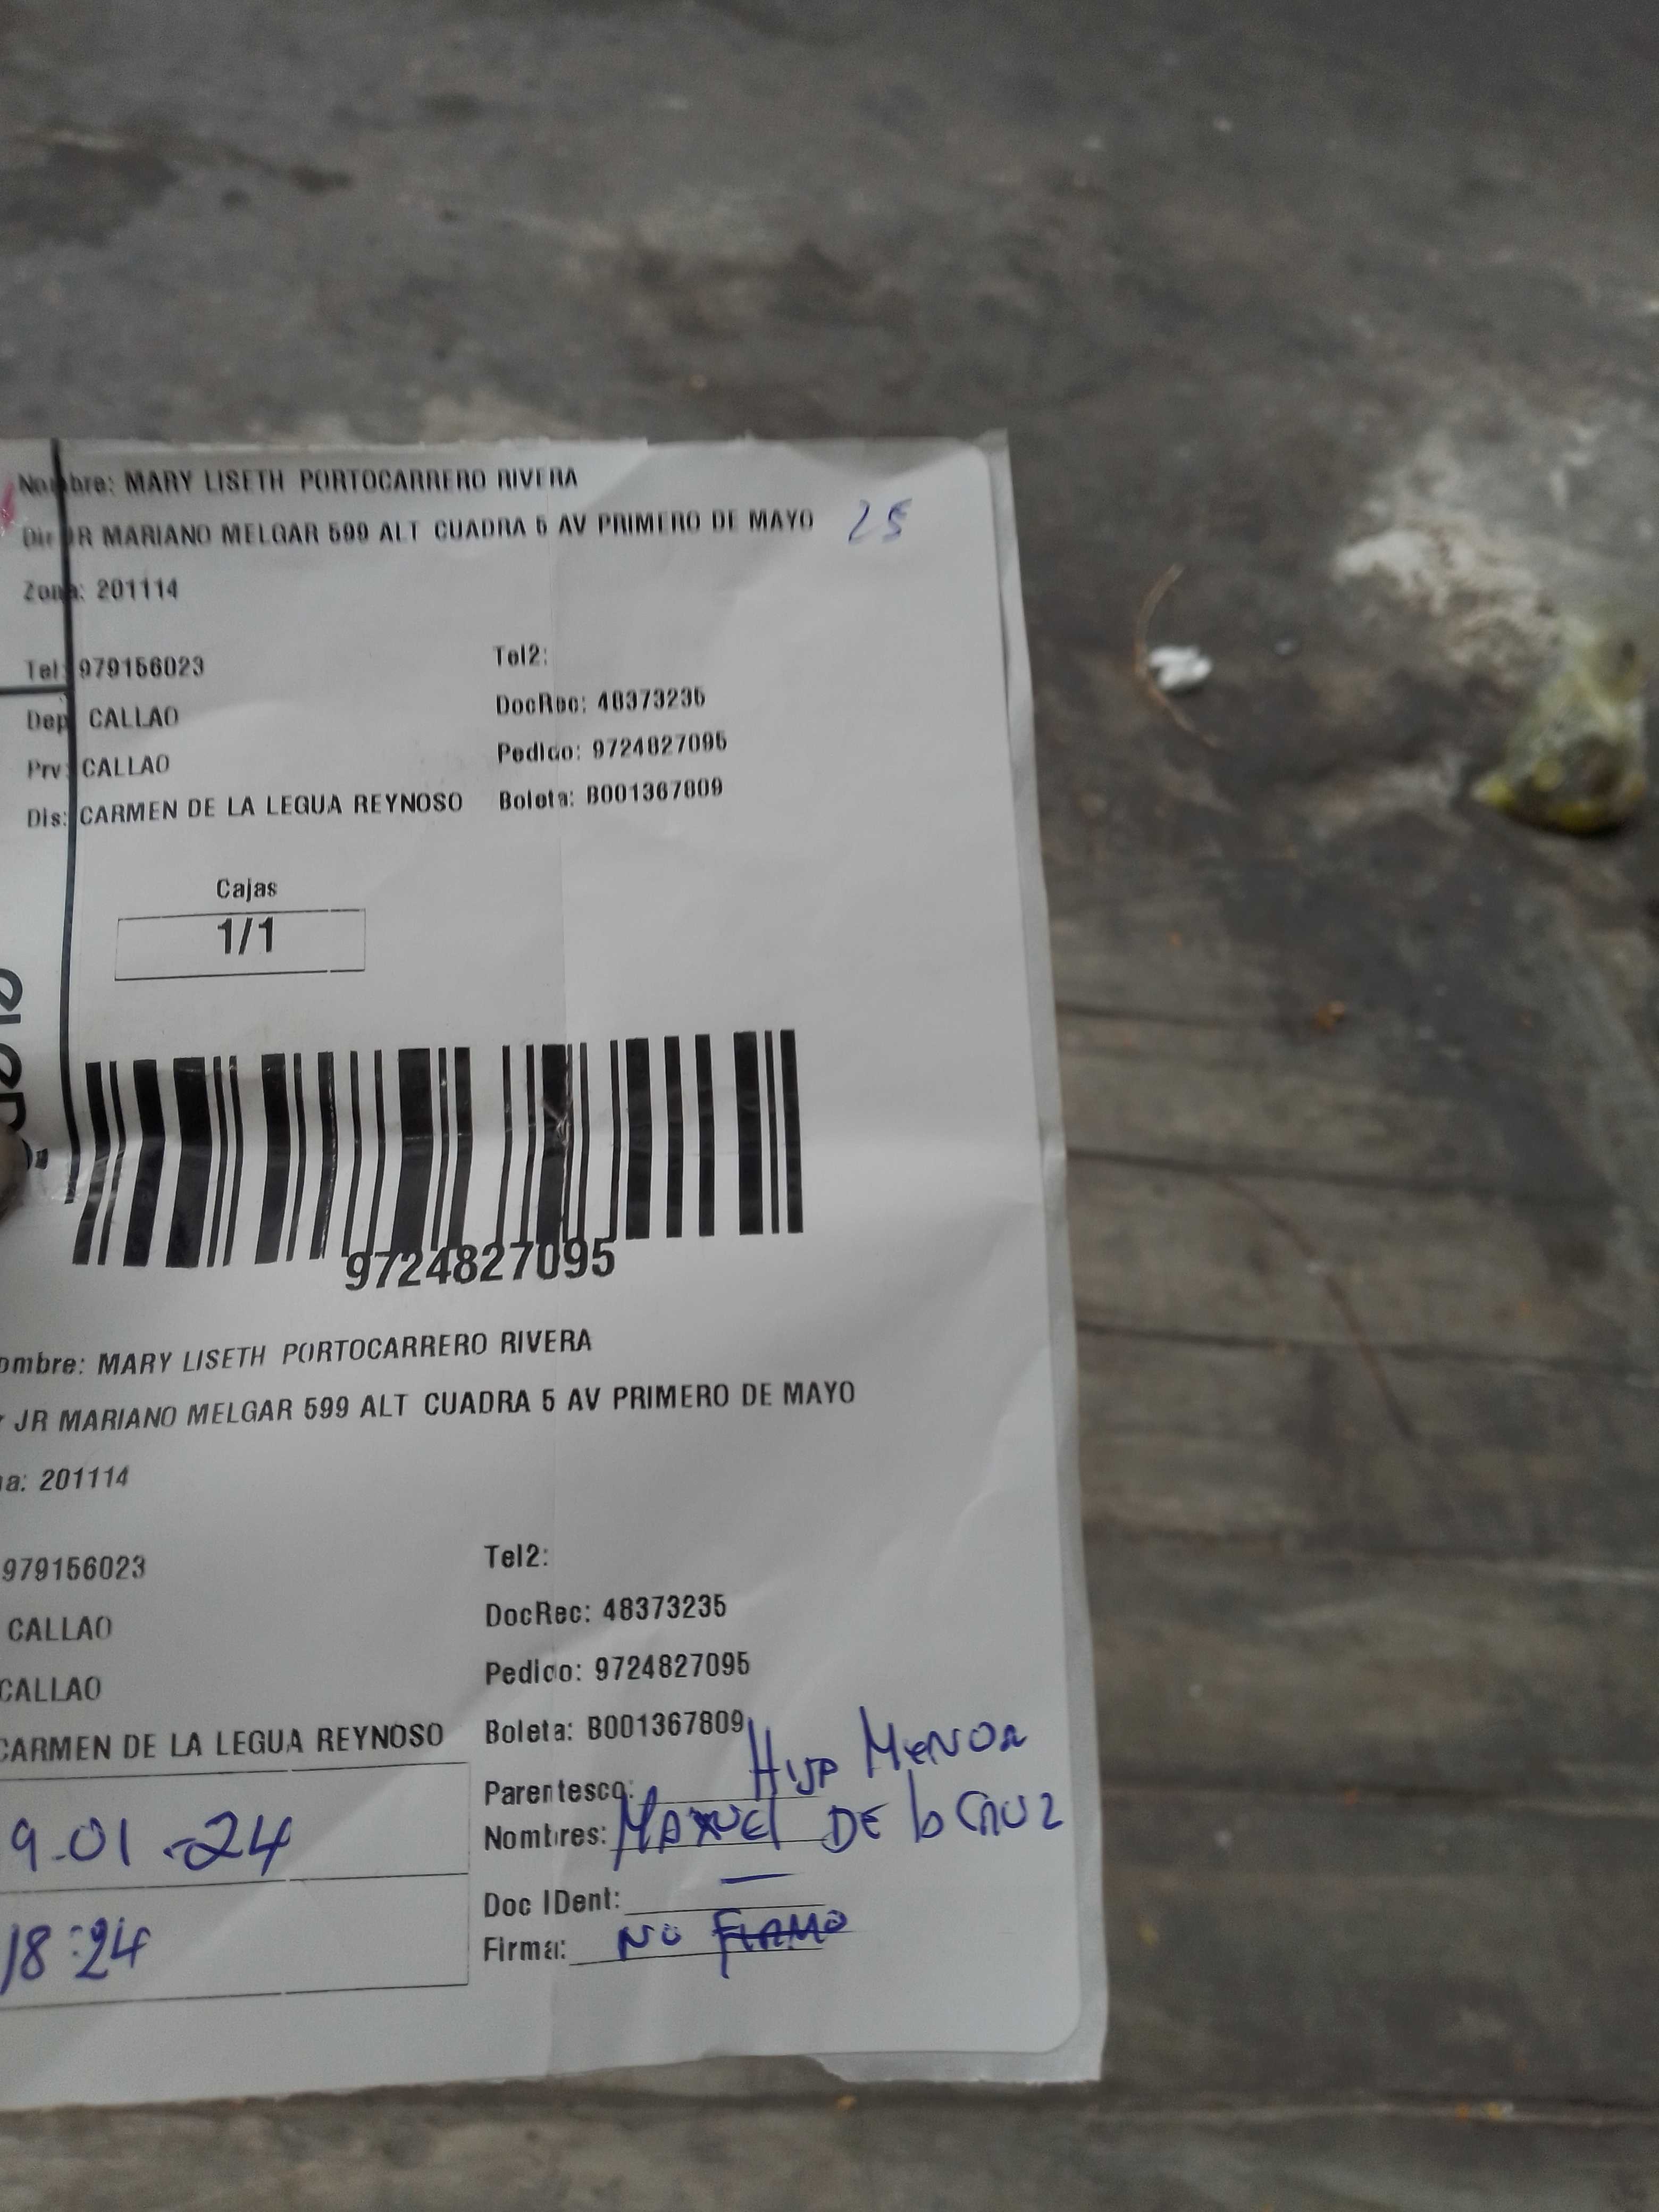 Nombre: MARY LISETH PORTOCARRERO RIVERA
Dir JR MARIANO MELGAR 599 ALT CUADRA 5 AV PRIMERO DE MAYO 25
Zona: 201114
Tel: 979156023 Tel2:
DocRec: 48373235
Dep: CALLAO
Pedido: 9724827095
Prv: CALLAO
Dis: CARMEN DE LA LEGUA REYNOSO Boleta: B001367809
Cajas
1/1
9724827095
ombre: MARY LISETH PORTOCARRERO RIVERA
r JR MARIANO MELGAR 599 ALT CUADRA 5 AV PRIMERO DE MAYO
na: 201114
979156023 Tel2:
CALLAO DocRec: 48373235
CALLAO Pedido: 9724827095
CARMEN DE LA LEGUA REYNOSO Boleta: B001367809
Parentesco: HIJO MENOR
9-01-24 Nombres: DE la CRUZ
Doc IDent: —
18:24 Firma: NO FIRMO